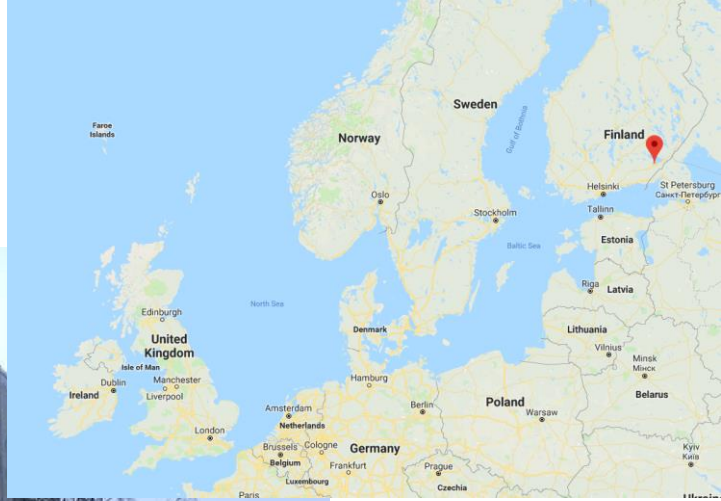 Sweden
Faroe
Islands
Norway
Gulf of Bothnia
Finland
Helsinki
St Petersburg
Санкт-Петербург
Oslo
Stockholm
Tallinn
Estonia
Baltic Sea
Riga
Latvia
North Sea
Edinburgh
United
Kingdom
Isle of Man
Denmark
Lithuania
Vilnius
Minsk
Мінск
Dublin
Ireland
Manchester
Liverpool
Hamburg
Belarus
London
Amsterdam
Netherlands
Berlin
Poland
Warsaw
Brussels
Belgium
Cologne
Germany
Frankfurt
Luxembourg
Prague
Czechia
Kyiv
Київ
Paris